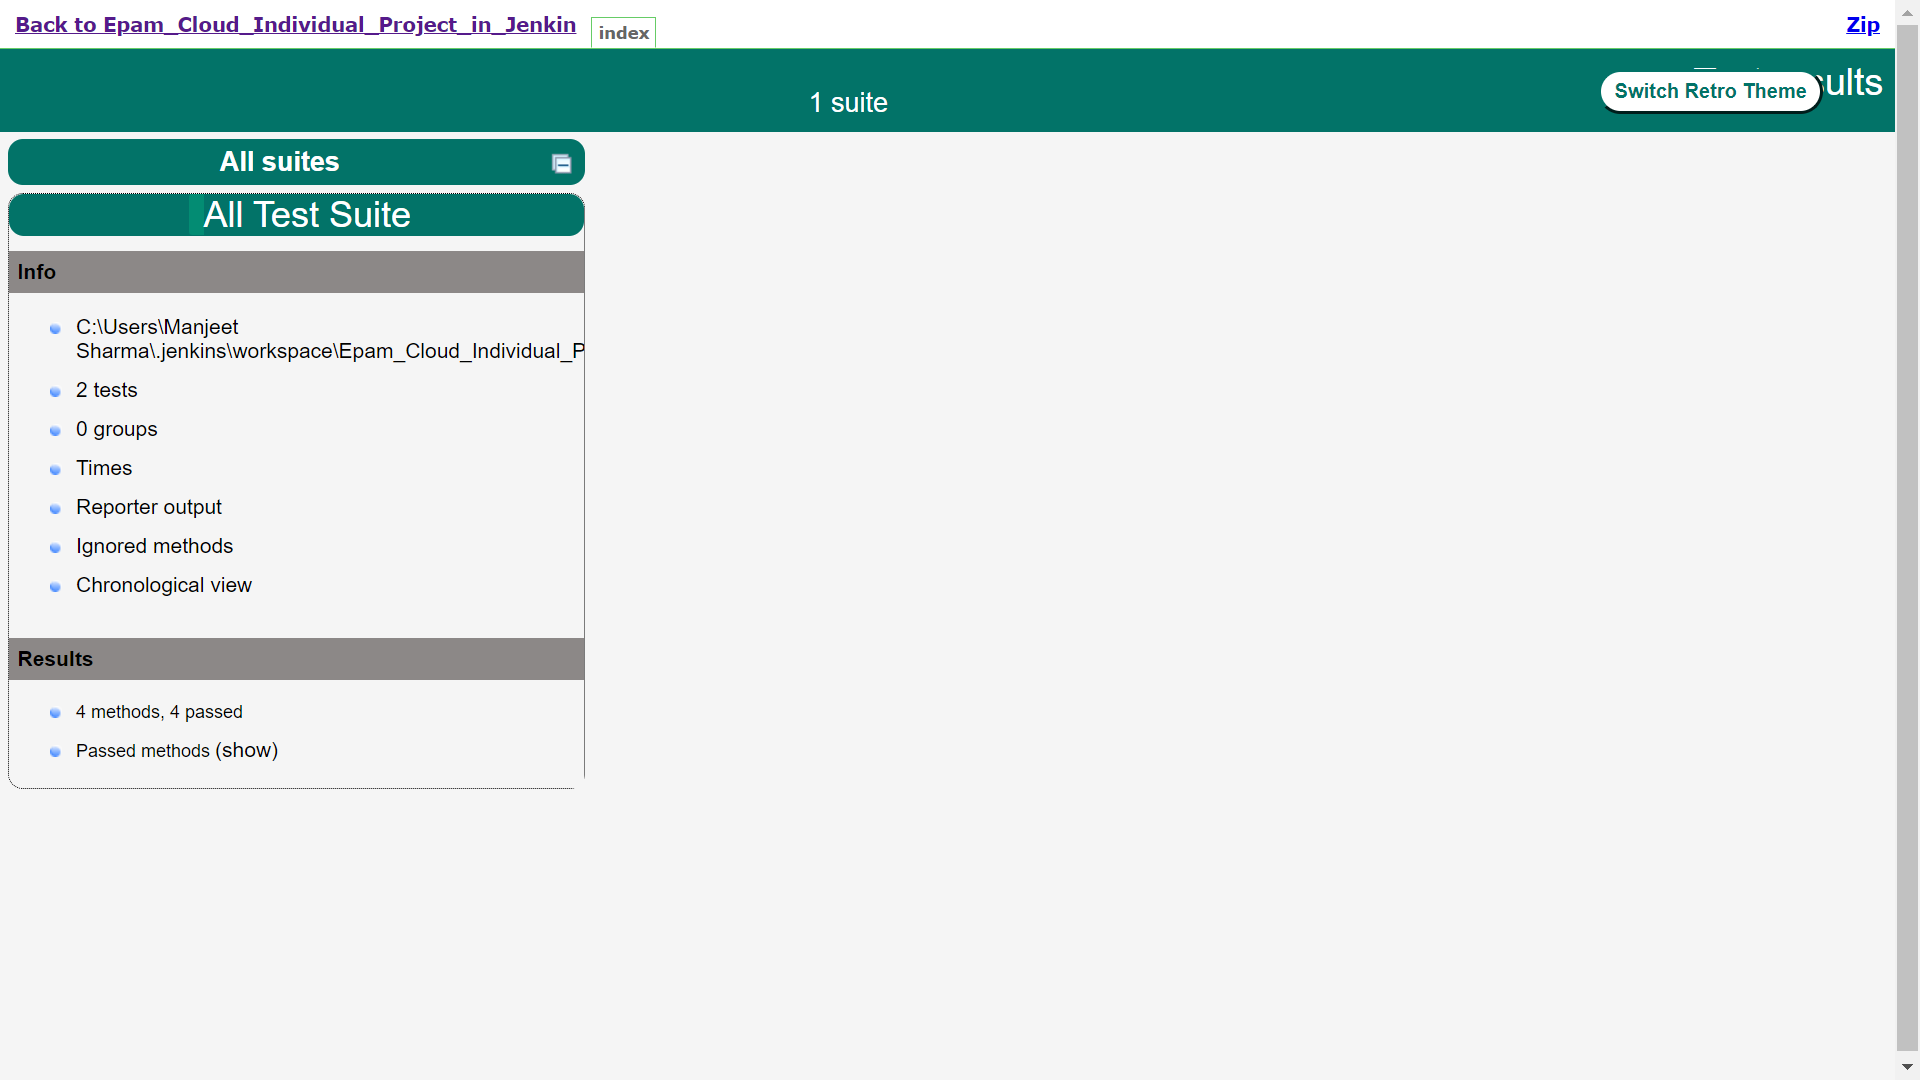 Back to Epam_Cloud_Individual_Project_in_Jenkin
index
Zip
1 suite
Switch Retro Theme
All suites
All Test Suite
Info
C:\Users\Manjeet
Sharma\.jenkins\workspace\Epam_Cloud_Individual_P
2 tests
0 groups
Times
Reporter output
Ignored methods
Chronological view
Results
4 methods, 4 passed
Passed methods (show)